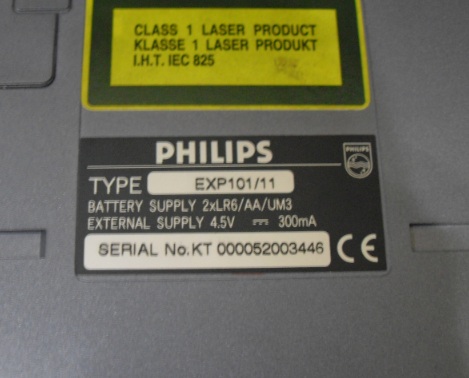 CLASS 1 LASER PRODUCT
KLASSE 1 LASER PRODUKT
I.H.T. IEC 825
PHILIPS
PHILIPS
TYPE EXP101/11
BATTERY SUPPLY 2xLR6/AA/UM3
EXTERNAL SUPPLY 4.5V ⎓ 300mA
SERIAL No.KT 000052003446 CE